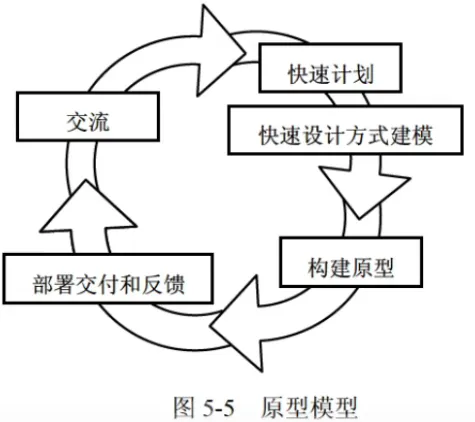 快速计划
交流
快速设计方式建模
构建原型
部署交付和反馈
图 5-5 原型模型